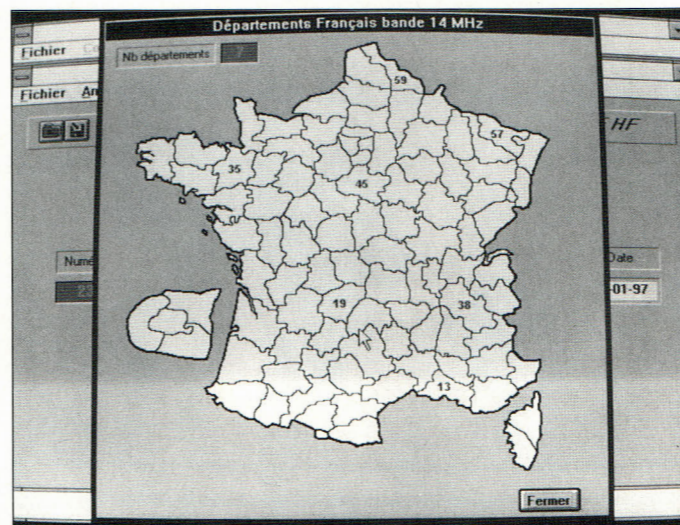 Départements Français bande 14 MHz
Fichier
Nb départements 7
Fichier
HF
59
57
35
45
Date
-01-97
19
38
13
Fermer